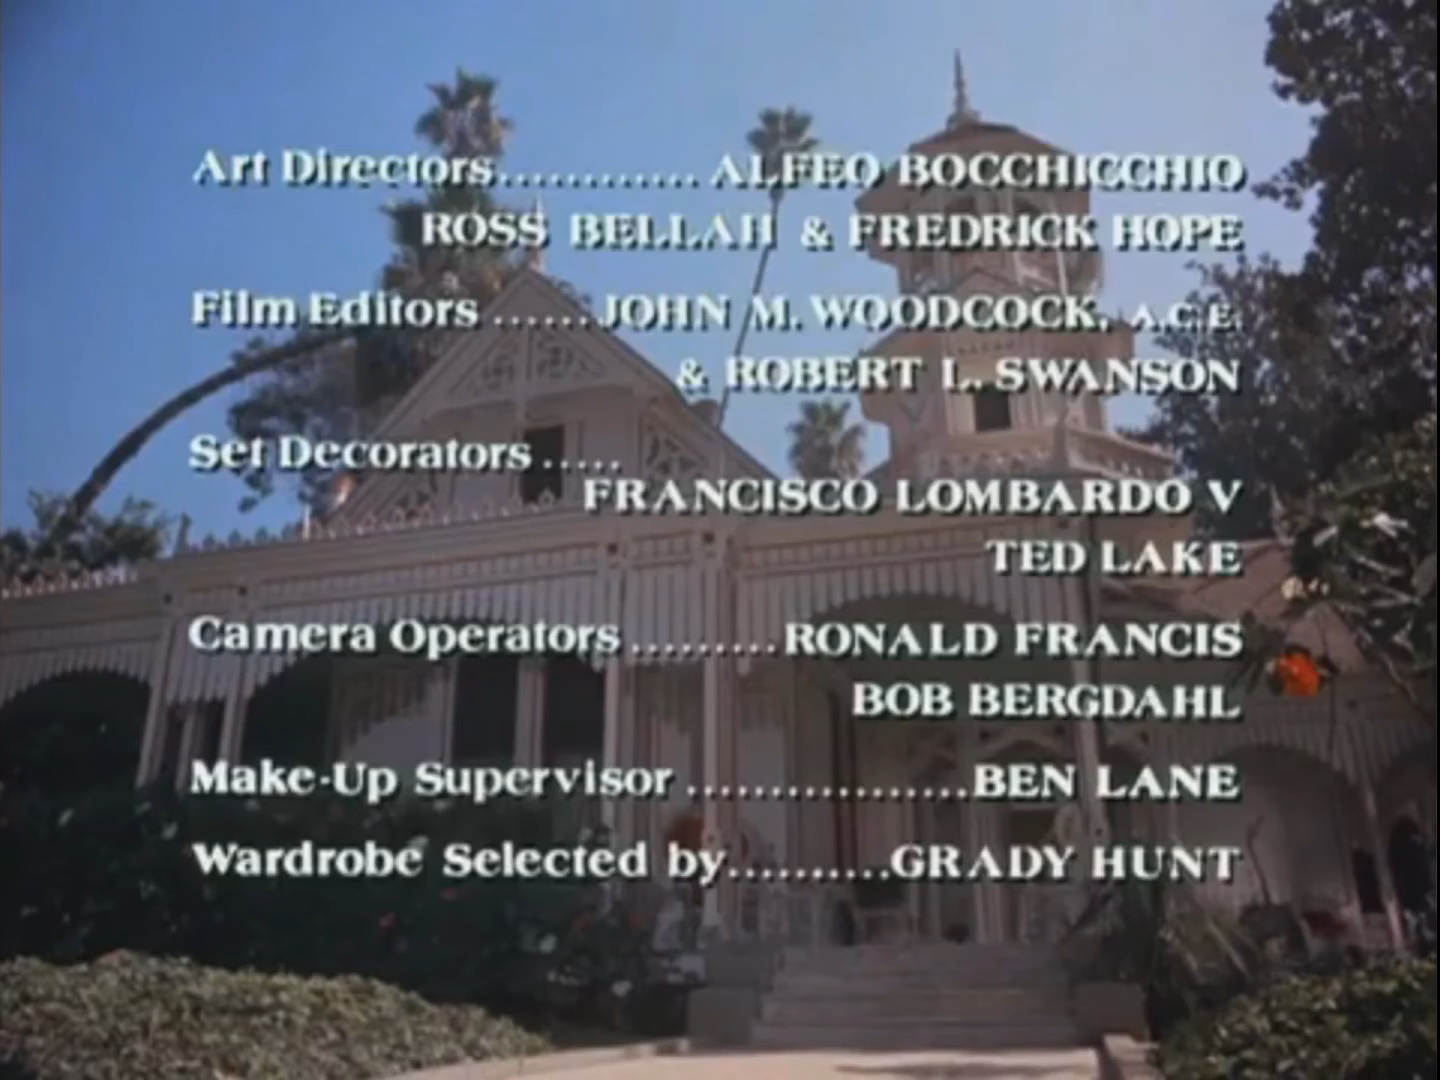 Art Directors............ ALFEO BOCCHICCHIO
ROSS BELLAH & FREDRICK HOPE
Film Editors ......JOHN M. WOODCOCK, A.C.E.
& ROBERT L. SWANSON
Set Decorators .....
FRANCISCO LOMBARDO V
TED LAKE
Camera Operators .........RONALD FRANCIS
BOB BERGDAHL
Make-Up Supervisor .................BEN LANE
Wardrobe Selected by..........GRADY HUNT